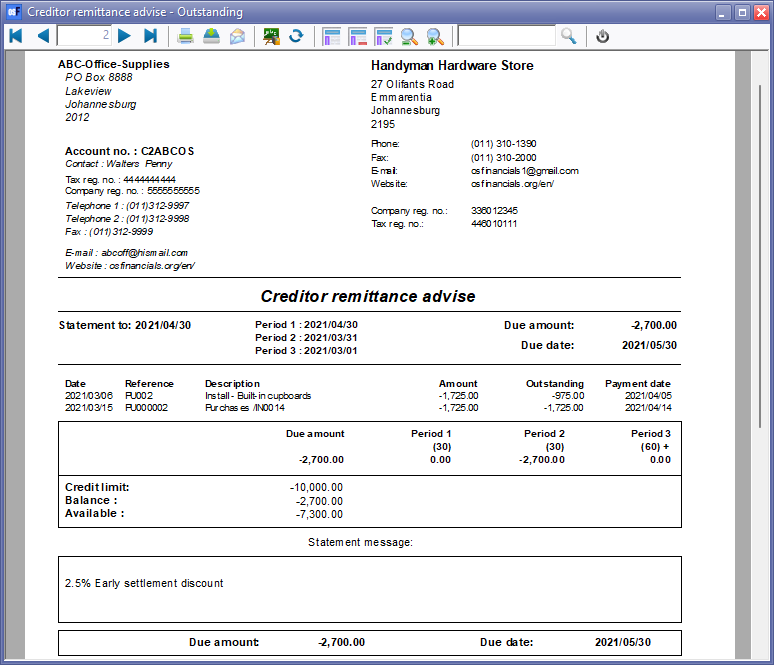 Creditor remittance advise - Outstanding
2
ABC-Office-Supplies
PO Box 8888
Lakeview
Johannesburg
2012
Account no. : C2ABCOS
Contact : Walters Penny
Tax reg. no. : 4444444444
Company reg. no. : 5555555555
Telephone 1 : (011)312-9997
Telephone 2 : (011)312-9998
Fax : (011)312-9999
E-mail : abcoff@hismail.com
Website : osfinancials.org/en/
Handyman Hardware Store
27 Olifants Road
Emmarentia
Johannesburg
2195
Phone: (011) 310-1390
Fax: (011) 310-2000
E-mail: osfinancials1@gmail.com
Website: osfinancials.org/en/
Company reg. no.: 336012345
Tax reg. no.: 446010111
Creditor remittance advise
Statement to: 2021/04/30
Period 1 : 2021/04/30
Period 2 : 2021/03/31
Period 3 : 2021/03/01
Due amount: -2,700.00
Due date: 2021/05/30
Date Reference Description Amount Outstanding Payment date
2021/03/06 PU002 Install - Built-in cupboards -1,725.00 -975.00 2021/04/05
2021/03/15 PU000002 Purchases /IN0014 -1,725.00 -1,725.00 2021/04/14
Due amount Period 1 Period 2 Period 3
(30) (30) (60) +
-2,700.00 0.00 -2,700.00 0.00
Credit limit: -10,000.00
Balance : -2,700.00
Available : -7,300.00
Statement message:
2.5% Early settlement discount
Due amount: -2,700.00 Due date: 2021/05/30